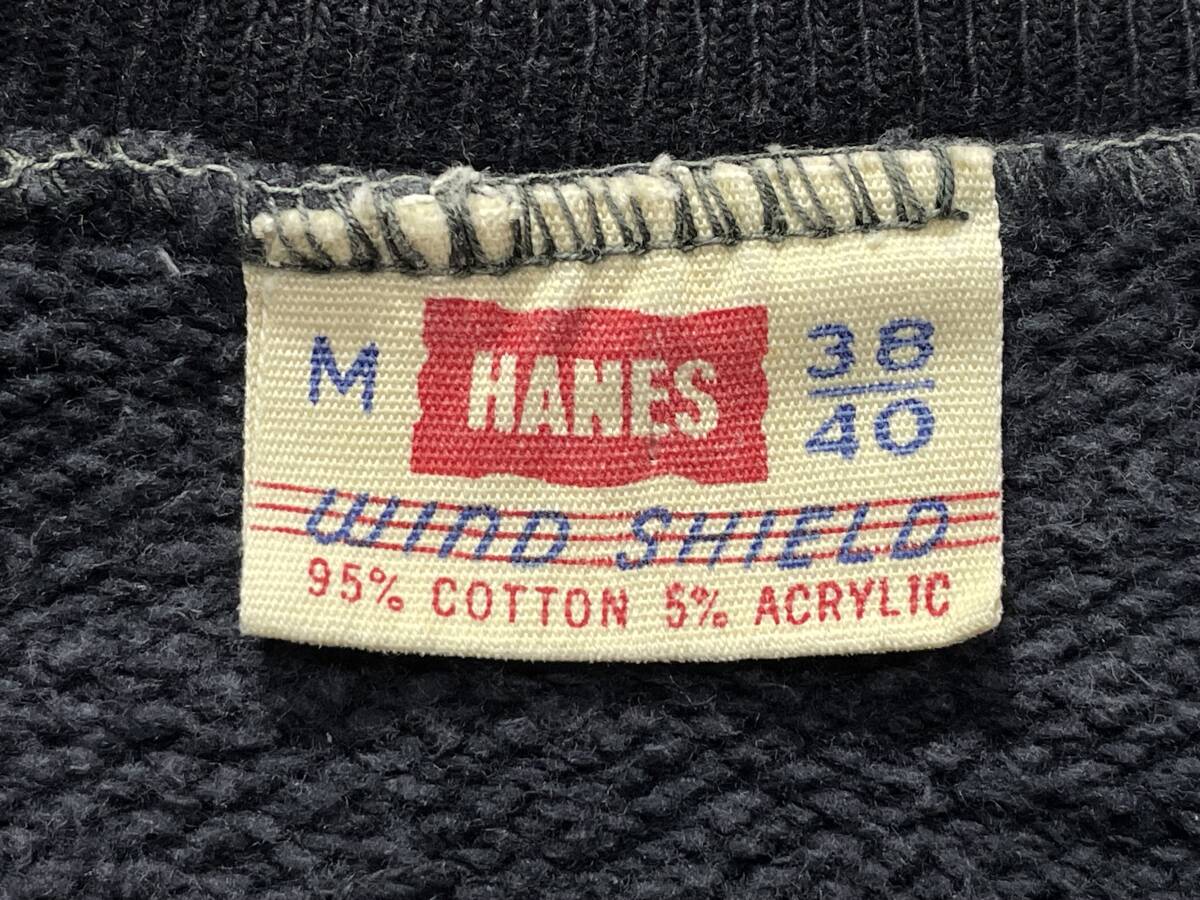 M HANES 38/40
WIND SHIELD
95% COTTON 5% ACRYLIC